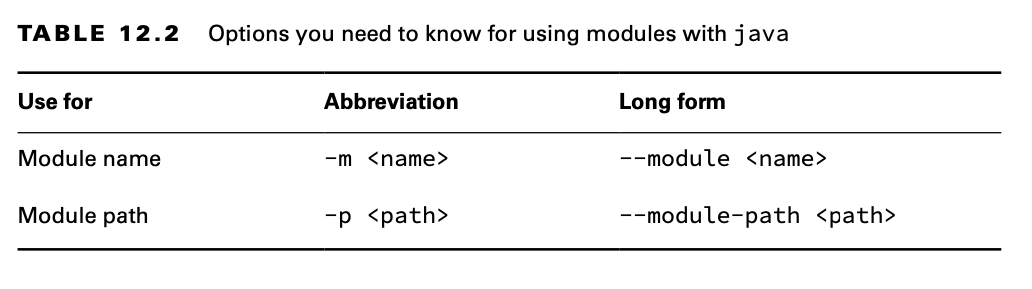 TABLE 12.2 Options you need to know for using modules with java
Use for Abbreviation Long form
Module name -m <name> --module <name>
Module path -p <path> --module-path <path>